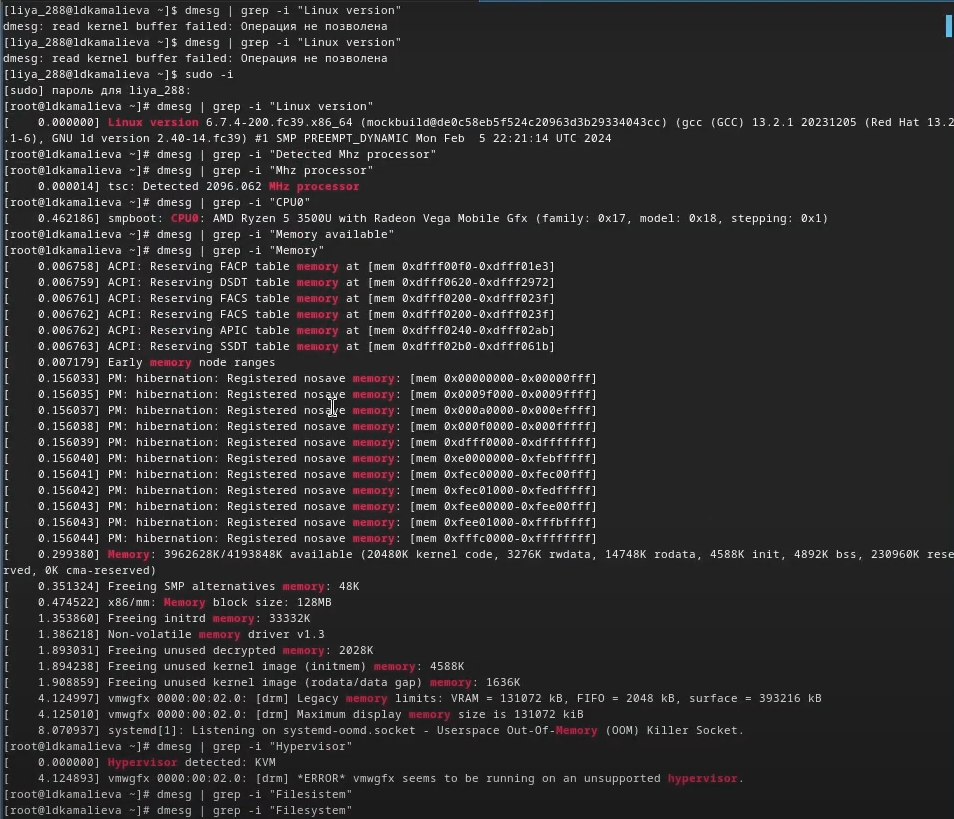 [liya_288@ldkamalieva ~]$ dmesg | grep -i "Linux version"
dmesg: read kernel buffer failed: Операция не позволена
[liya_288@ldkamalieva ~]$ dmesg | grep -i "Linux version"
dmesg: read kernel buffer failed: Операция не позволена
[liya_288@ldkamalieva ~]$ sudo -i
[sudo] пароль для liya_288:
[root@ldkamalieva ~]# dmesg | grep -i "Linux version"
[    0.000000] Linux version 6.7.4-200.fc39.x86_64 (mockbuild@de0c58eb5f524c20963d3b29334043cc) (gcc (GCC) 13.2.1 20231205 (Red Hat 13.2
.1-6), GNU ld version 2.40-14.fc39) #1 SMP PREEMPT_DYNAMIC Mon Feb  5 22:21:14 UTC 2024
[root@ldkamalieva ~]# dmesg | grep -i "Detected Mhz processor"
[root@ldkamalieva ~]# dmesg | grep -i "Mhz processor"
[    0.000014] tsc: Detected 2096.062 MHz processor
[root@ldkamalieva ~]# dmesg | grep -i "CPU0"
[    0.462186] smpboot: CPU0: AMD Ryzen 5 3500U with Radeon Vega Mobile Gfx (family: 0x17, model: 0x18, stepping: 0x1)
[root@ldkamalieva ~]# dmesg | grep -i "Memory available"
[root@ldkamalieva ~]# dmesg | grep -i "Memory"
[    0.006758] ACPI: Reserving FACP table memory at [mem 0xdfff00f0-0xdfff01e3]
[    0.006759] ACPI: Reserving DSDT table memory at [mem 0xdfff0620-0xdfff2972]
[    0.006761] ACPI: Reserving FACS table memory at [mem 0xdfff0200-0xdfff023f]
[    0.006762] ACPI: Reserving FACS table memory at [mem 0xdfff0200-0xdfff023f]
[    0.006762] ACPI: Reserving APIC table memory at [mem 0xdfff0240-0xdfff02ab]
[    0.006763] ACPI: Reserving SSDT table memory at [mem 0xdfff02b0-0xdfff061b]
[    0.007179] Early memory node ranges
[    0.156033] PM: hibernation: Registered nosave memory: [mem 0x00000000-0x00000fff]
[    0.156035] PM: hibernation: Registered nosave memory: [mem 0x0009f000-0x0009ffff]
[    0.156037] PM: hibernation: Registered nosave memory: [mem 0x000a0000-0x000effff]
[    0.156038] PM: hibernation: Registered nosave memory: [mem 0x000f0000-0x000fffff]
[    0.156039] PM: hibernation: Registered nosave memory: [mem 0xdfff0000-0xdfffffff]
[    0.156040] PM: hibernation: Registered nosave memory: [mem 0xe0000000-0xfebfffff]
[    0.156041] PM: hibernation: Registered nosave memory: [mem 0xfec00000-0xfec00fff]
[    0.156042] PM: hibernation: Registered nosave memory: [mem 0xfec01000-0xfedfffff]
[    0.156043] PM: hibernation: Registered nosave memory: [mem 0xfee00000-0xfee00fff]
[    0.156043] PM: hibernation: Registered nosave memory: [mem 0xfee01000-0xfffbffff]
[    0.156044] PM: hibernation: Registered nosave memory: [mem 0xfffc0000-0xffffffff]
[    0.299380] Memory: 3962628K/4193848K available (20480K kernel code, 3276K rwdata, 14748K rodata, 4588K init, 4892K bss, 230960K rese
rved, 0K cma-reserved)
[    0.351324] Freeing SMP alternatives memory: 48K
[    0.474522] x86/mm: Memory block size: 128MB
[    1.353860] Freeing initrd memory: 33332K
[    1.386218] Non-volatile memory driver v1.3
[    1.893031] Freeing unused decrypted memory: 2028K
[    1.894238] Freeing unused kernel image (initmem) memory: 4588K
[    1.908859] Freeing unused kernel image (rodata/data gap) memory: 1636K
[    4.124997] vmwgfx 0000:00:02.0: [drm] Legacy memory limits: VRAM = 131072 kB, FIFO = 2048 kB, surface = 393216 kB
[    4.125010] vmwgfx 0000:00:02.0: [drm] Maximum display memory size is 131072 kiB
[    8.070937] systemd[1]: Listening on systemd-oomd.socket - Userspace Out-Of-Memory (OOM) Killer Socket.
[root@ldkamalieva ~]# dmesg | grep -i "Hypervisor"
[    0.000000] Hypervisor detected: KVM
[    4.124893] vmwgfx 0000:00:02.0: [drm] *ERROR* vmwgfx seems to be running on an unsupported hypervisor.
[root@ldkamalieva ~]# dmesg | grep -i "Filesistem"
[root@ldkamalieva ~]# dmesg | grep -i "Filesystem"